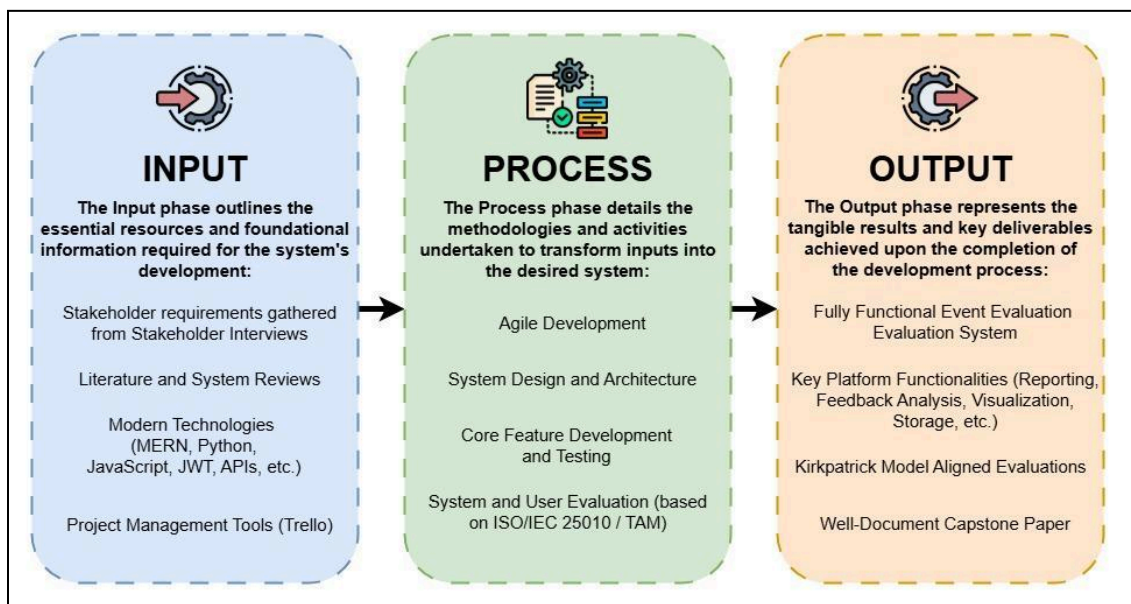 INPUT
The Input phase outlines the
essential resources and foundational
information required for the system's
development:
Stakeholder requirements gathered
from Stakeholder Interviews
Literature and System Reviews
Modern Technologies
(MERN, Python,
JavaScript, JWT, APIs, etc.)
Project Management Tools (Trello)
PROCESS
The Process phase details the
methodologies and activities
undertaken to transform inputs into
the desired system:
Agile Development
System Design and Architecture
Core Feature Development
and Testing
System and User Evaluation (based
on ISO/IEC 25010 / TAM)
OUTPUT
The Output phase represents the
tangible results and key deliverables
achieved upon the completion of
the development process:
Fully Functional Event Evaluation
Evaluation System
Key Platform Functionalities (Reporting,
Feedback Analysis, Visualization,
Storage, etc.)
Kirkpatrick Model Aligned Evaluations
Well-Document Capstone Paper